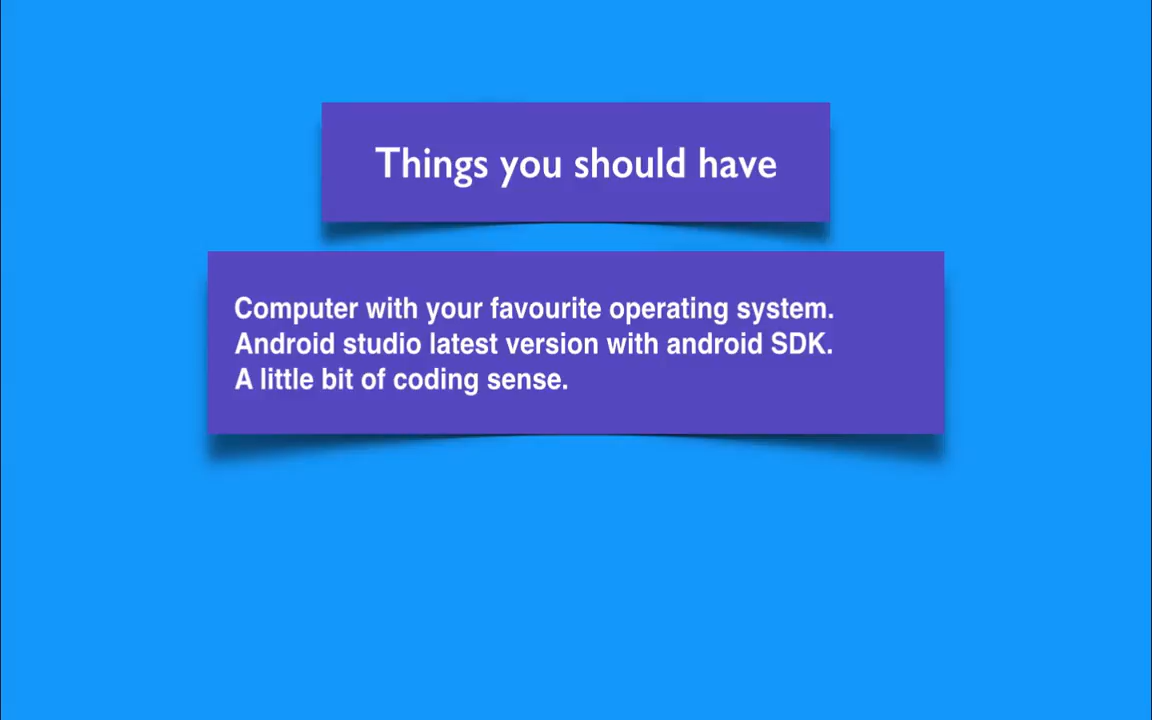 Things you should have
Computer with your favourite operating system.
Android studio latest version with android SDK.
A little bit of coding sense.